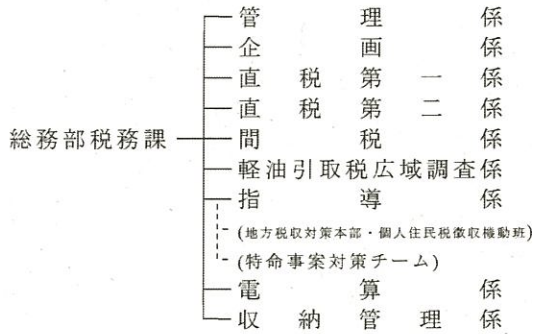 管理係
企画係
直税第一係
直税第二係
総務部税務課
間税係
軽油引取税広域調査係
指導係
(地方税収対策本部・個人住民税徴収機動班)
(特命事案対策チーム)
電算係
収納管理係